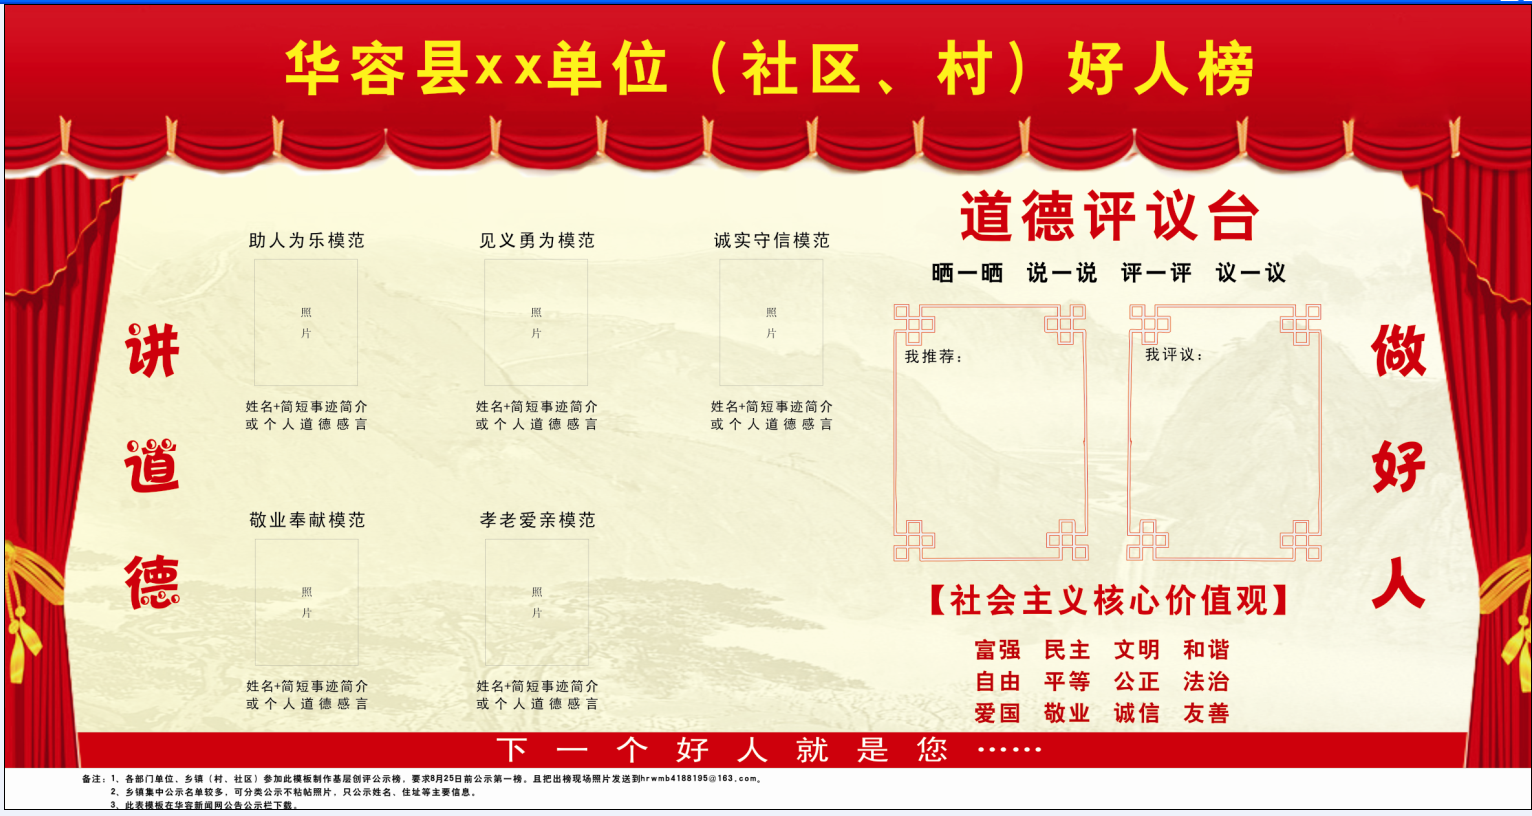 华容县xx单位（社区、村）好人榜
讲道德
助人为乐模范
照片
姓名+简短事迹简介
或个人道德感言
见义勇为模范
照片
姓名+简短事迹简介
或个人道德感言
诚实守信模范
照片
姓名+简短事迹简介
或个人道德感言
敬业奉献模范
照片
姓名+简短事迹简介
或个人道德感言
孝老爱亲模范
照片
姓名+简短事迹简介
或个人道德感言
道德评议台
晒一晒 说一说 评一评 议一议
我推荐：
我评议：
【社会主义核心价值观】
富强 民主 文明 和谐
自由 平等 公正 法治
爱国 敬业 诚信 友善
做好人
下一个好人就是您……
备注：1、各部门单位、乡镇（村、社区）参加此模板制作基层创评公示榜，要求8月25日前公示第一榜。且把出榜现场照片发送到hrwmb4188195@163.com。
2、乡镇集中公示名单较多，可分类公示不粘帖照片，只公示姓名、住址等主要信息。
3、此表模板在华容新闻网公告公示栏下载。